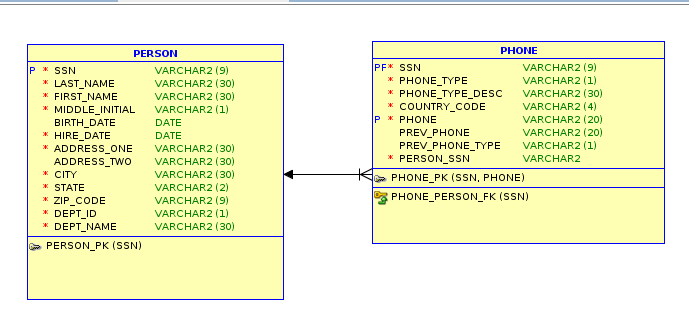 PERSON
P * SSN VARCHAR2 (9)
* LAST_NAME VARCHAR2 (30)
* FIRST_NAME VARCHAR2 (30)
* MIDDLE_INITIAL VARCHAR2 (1)
BIRTH_DATE DATE
* HIRE_DATE DATE
* ADDRESS_ONE VARCHAR2 (30)
ADDRESS_TWO VARCHAR2 (30)
* CITY VARCHAR2 (30)
* STATE VARCHAR2 (2)
* ZIP_CODE VARCHAR2 (9)
* DEPT_ID VARCHAR2 (1)
* DEPT_NAME VARCHAR2 (30)
PERSON_PK (SSN)
PHONE
PF* SSN VARCHAR2 (9)
* PHONE_TYPE VARCHAR2 (1)
* PHONE_TYPE_DESC VARCHAR2 (30)
* COUNTRY_CODE VARCHAR2 (4)
P * PHONE VARCHAR2 (20)
PREV_PHONE VARCHAR2 (20)
PREV_PHONE_TYPE VARCHAR2 (1)
* PERSON_SSN VARCHAR2
PHONE_PK (SSN, PHONE)
PHONE_PERSON_FK (SSN)